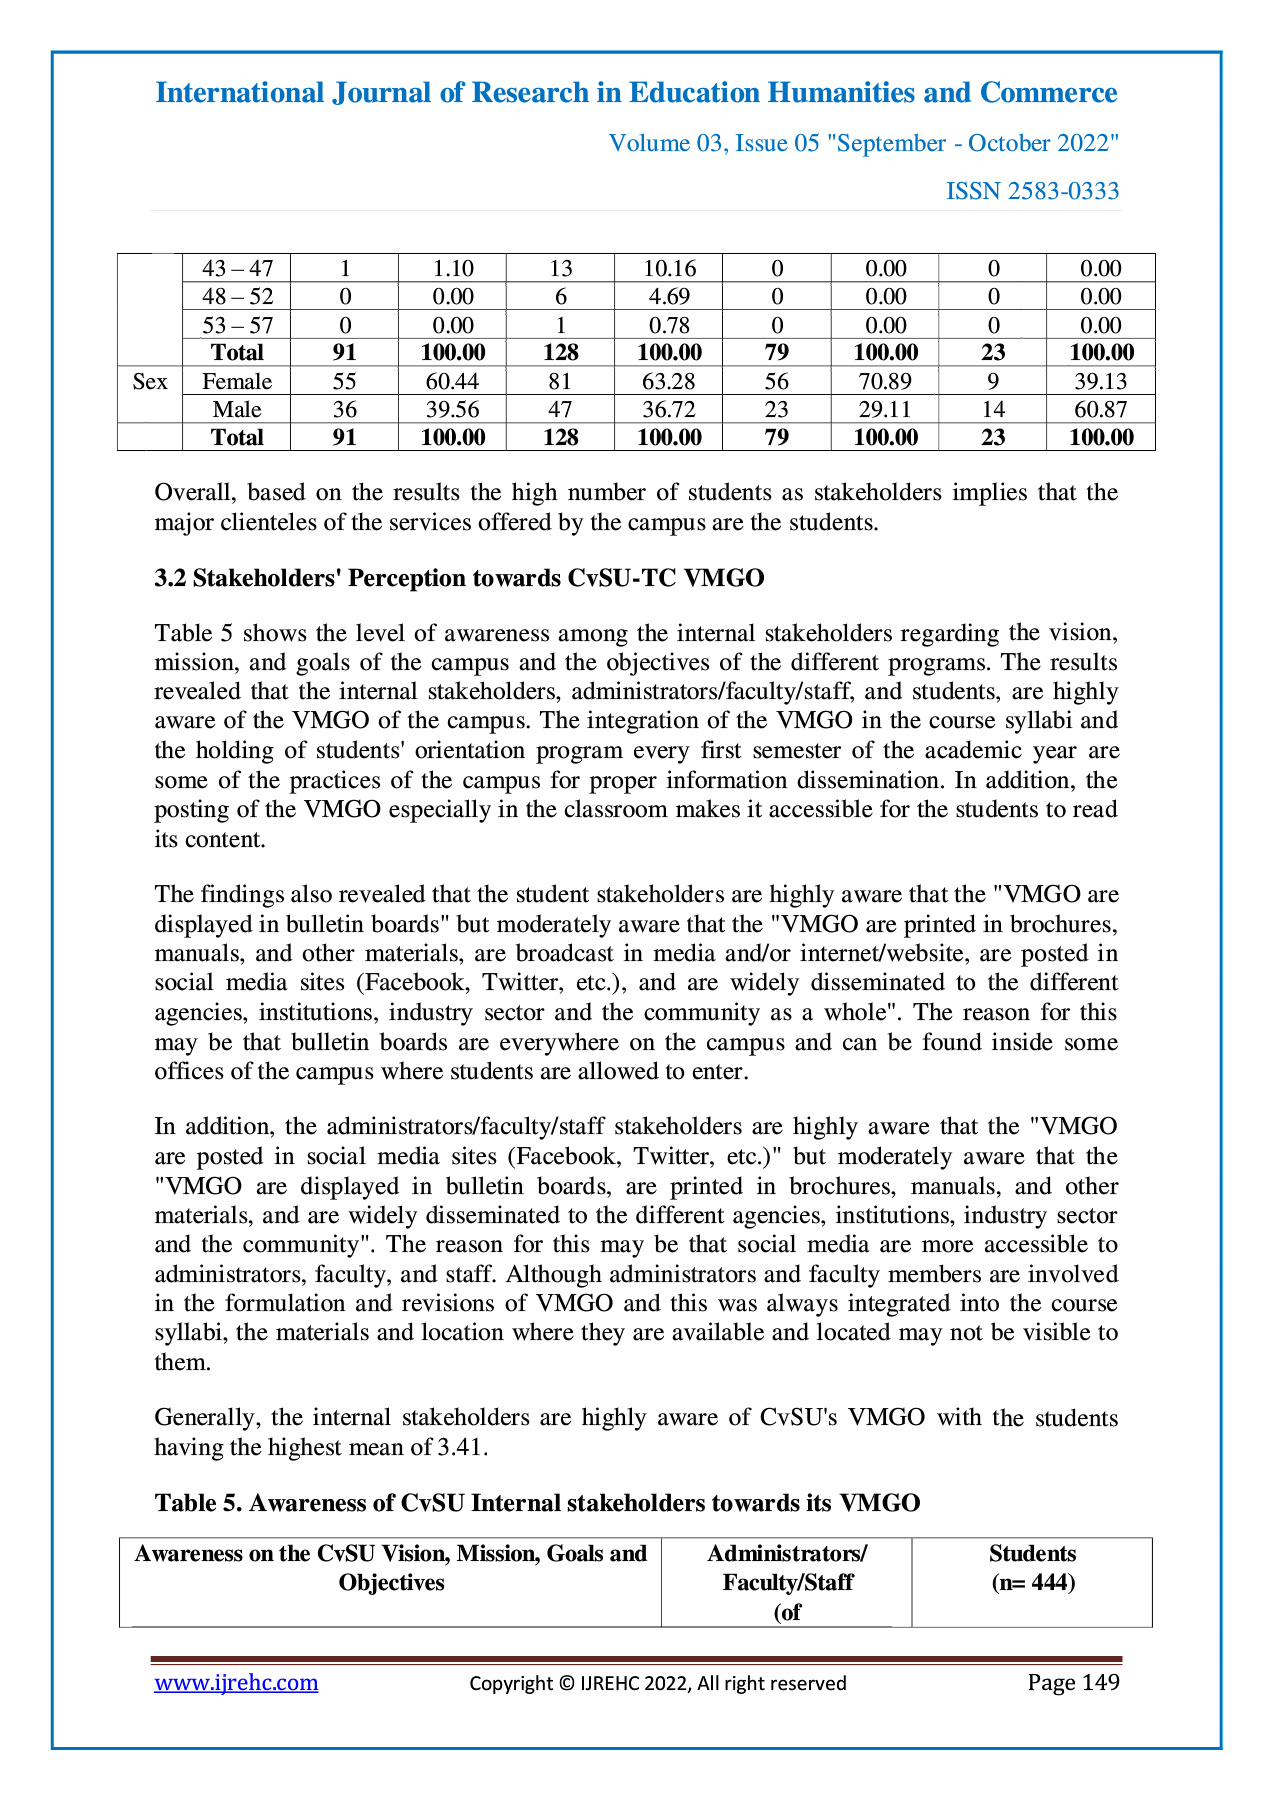 International Journal of Research in Education Humanities and Commerce
Volume 03, Issue 05 "September - October 2022"
ISSN 2583-0333
43 – 47 1 1.10 13 10.16 0 0.00 0 0.00
48 – 52 0 0.00 6 4.69 0 0.00 0 0.00
53 – 57 0 0.00 1 0.78 0 0.00 0 0.00
Total 91 100.00 128 100.00 79 100.00 23 100.00
Sex Female 55 60.44 81 63.28 56 70.89 9 39.13
Male 36 39.56 47 36.72 23 29.11 14 60.87
Total 91 100.00 128 100.00 79 100.00 23 100.00
Overall, based on the results the high number of students as stakeholders implies that the
major clienteles of the services offered by the campus are the students.
3.2 Stakeholders' Perception towards CvSU-TC VMGO
Table 5 shows the level of awareness among the internal stakeholders regarding the vision,
mission, and goals of the campus and the objectives of the different programs. The results
revealed that the internal stakeholders, administrators/faculty/staff, and students, are highly
aware of the VMGO of the campus. The integration of the VMGO in the course syllabi and
the holding of students' orientation program every first semester of the academic year are
some of the practices of the campus for proper information dissemination. In addition, the
posting of the VMGO especially in the classroom makes it accessible for the students to read
its content.
The findings also revealed that the student stakeholders are highly aware that the "VMGO are
displayed in bulletin boards" but moderately aware that the "VMGO are printed in brochures,
manuals, and other materials, are broadcast in media and/or internet/website, are posted in
social media sites (Facebook, Twitter, etc.), and are widely disseminated to the different
agencies, institutions, industry sector and the community as a whole". The reason for this
may be that bulletin boards are everywhere on the campus and can be found inside some
offices of the campus where students are allowed to enter.
In addition, the administrators/faculty/staff stakeholders are highly aware that the "VMGO
are posted in social media sites (Facebook, Twitter, etc.)" but moderately aware that the
"VMGO are displayed in bulletin boards, are printed in brochures, manuals, and other
materials, and are widely disseminated to the different agencies, institutions, industry sector
and the community". The reason for this may be that social media are more accessible to
administrators, faculty, and staff. Although administrators and faculty members are involved
in the formulation and revisions of VMGO and this was always integrated into the course
syllabi, the materials and location where they are available and located may not be visible to
them.
Generally, the internal stakeholders are highly aware of CvSU's VMGO with the students
having the highest mean of 3.41.
Table 5. Awareness of CvSU Internal stakeholders towards its VMGO
Awareness on the CvSU Vision, Mission, Goals and Administrators/ Students
Objectives Faculty/Staff (n= 444)
(of
www.ijrehc.com Copyright © IJREHC 2022, All right reserved Page 149